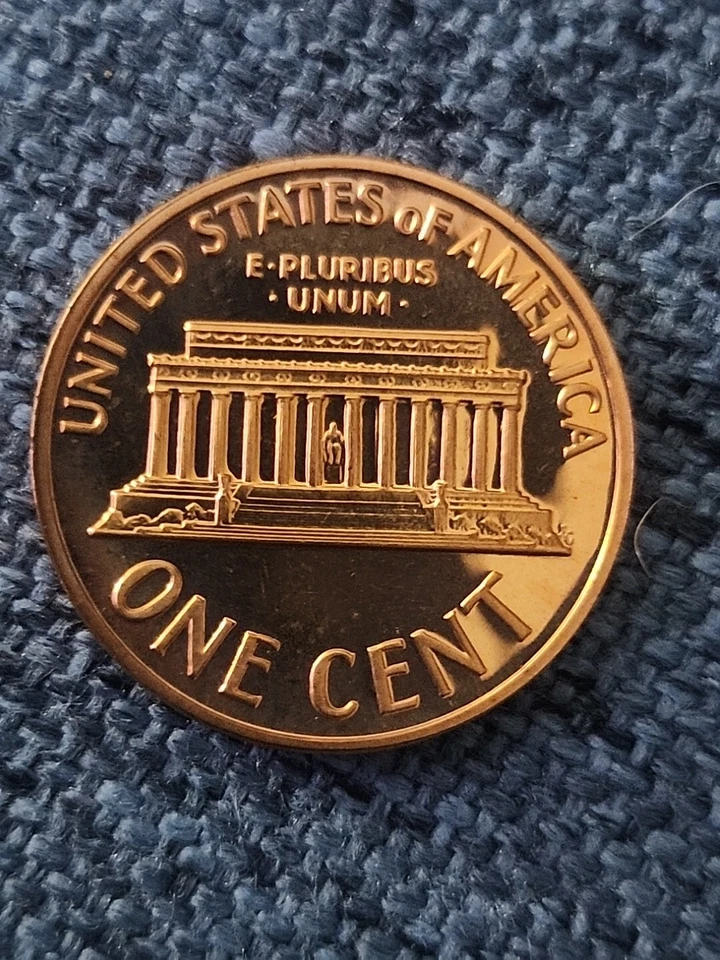 UNITED STATES oF AMERICA
E·PLURIBUS
·UNUM·
ONE CENT